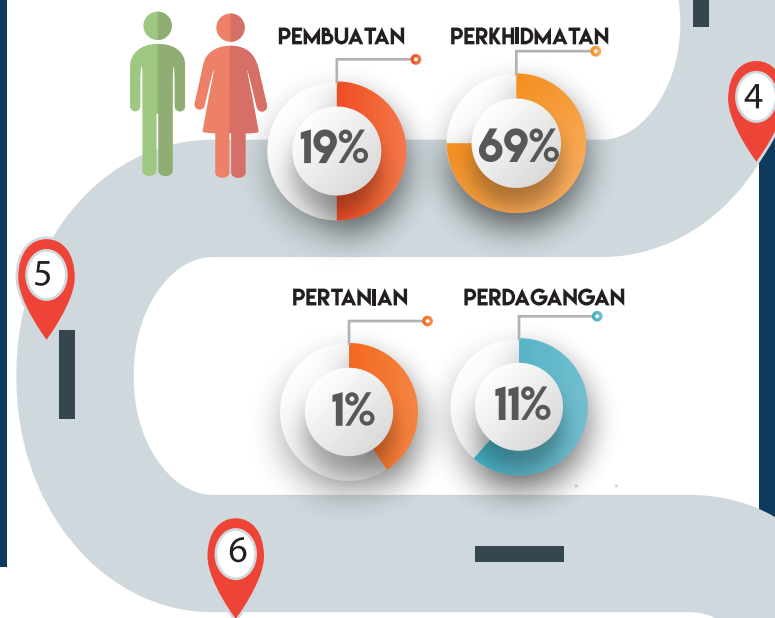 PEMBUATAN
PERKHIDMATAN
4
19%
69%
5
PERTANIAN
PERDAGANGAN
1%
11%
6